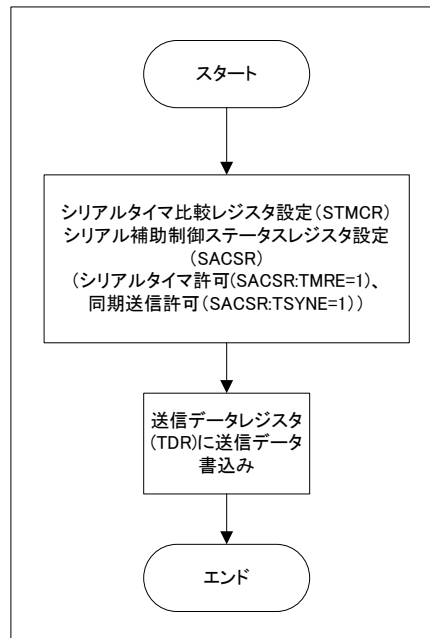 スタート
シリアルタイマ比較レジスタ設定(STMCR)
シリアル補助制御ステータスレジスタ設定
(SACSR)
(シリアルタイマ許可(SACSR:TMRE=1)、
同期送信許可(SACSR:TSYNE=1))
送信データレジスタ
(TDR)に送信データ
書込み
エンド